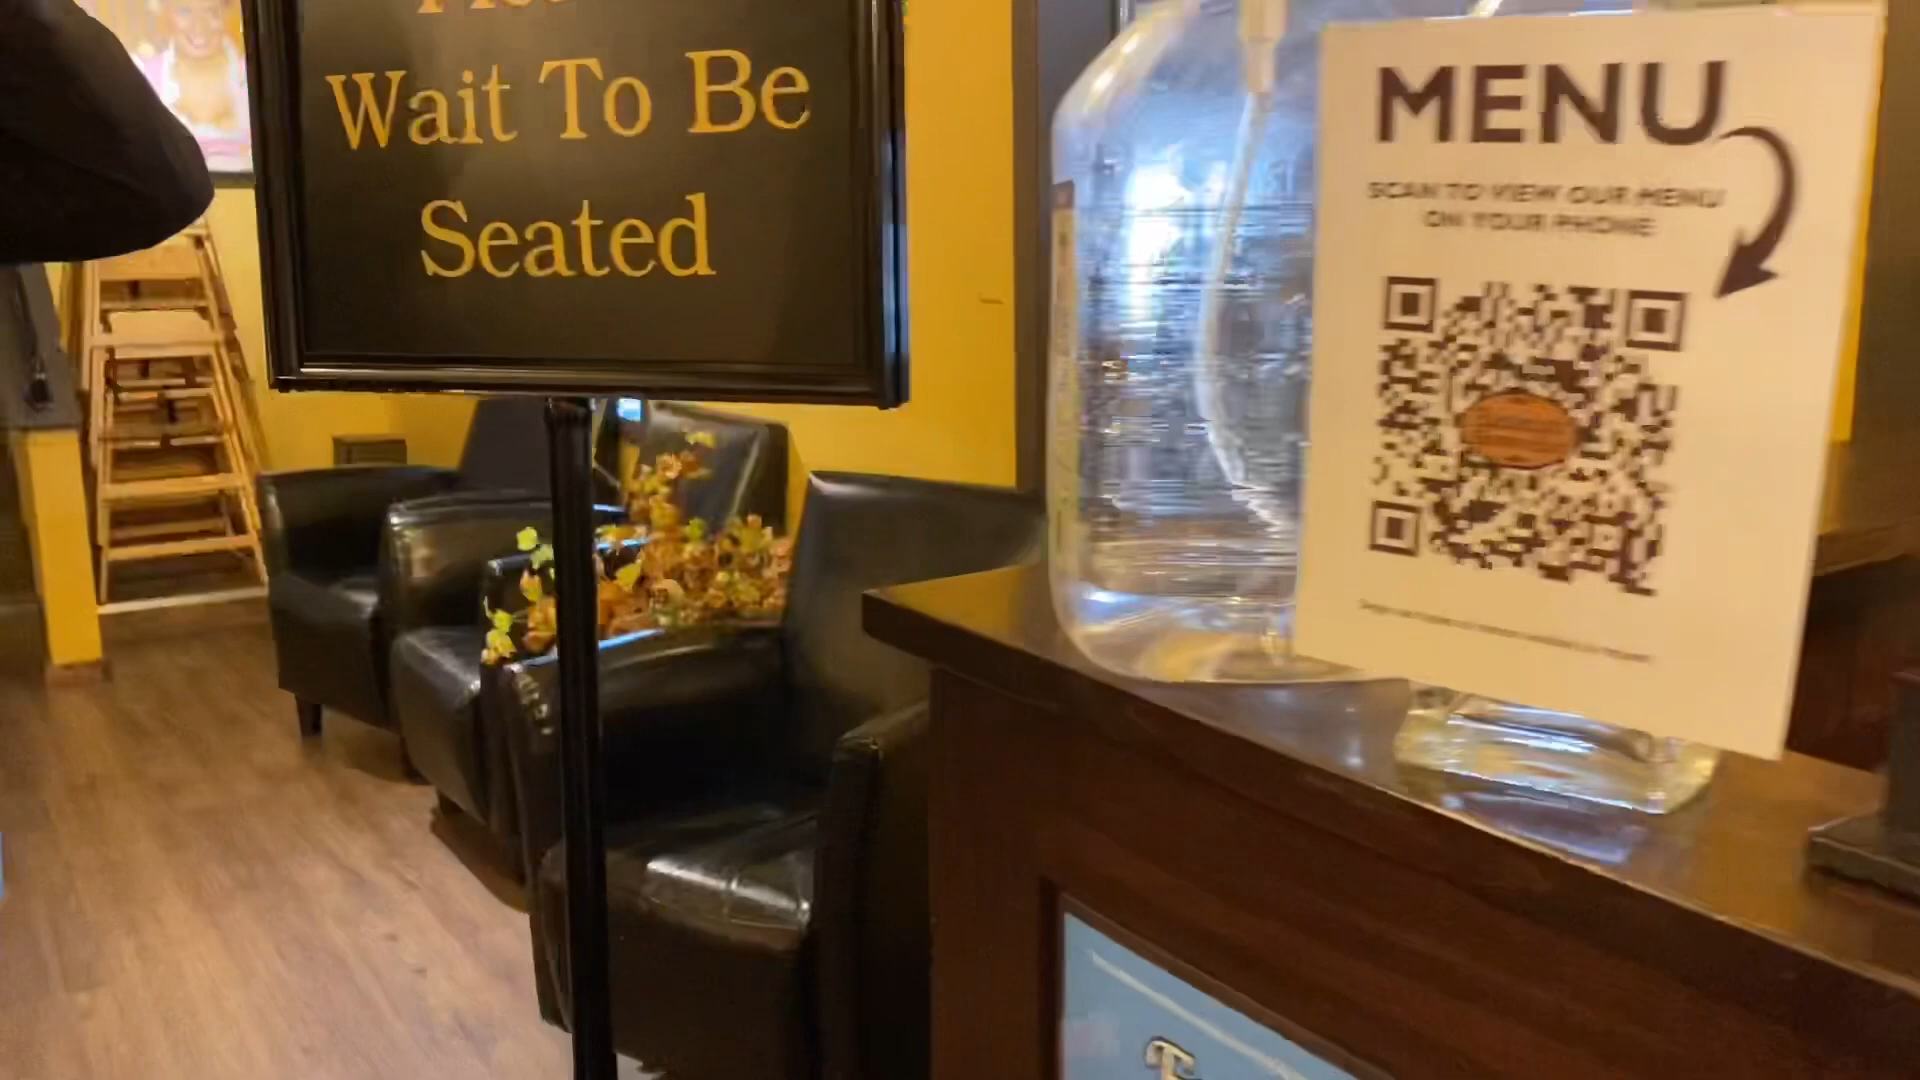 Wait To Be
Seated
MENU
SCAN TO VIEW OUR MENU
ON YOUR PHONE